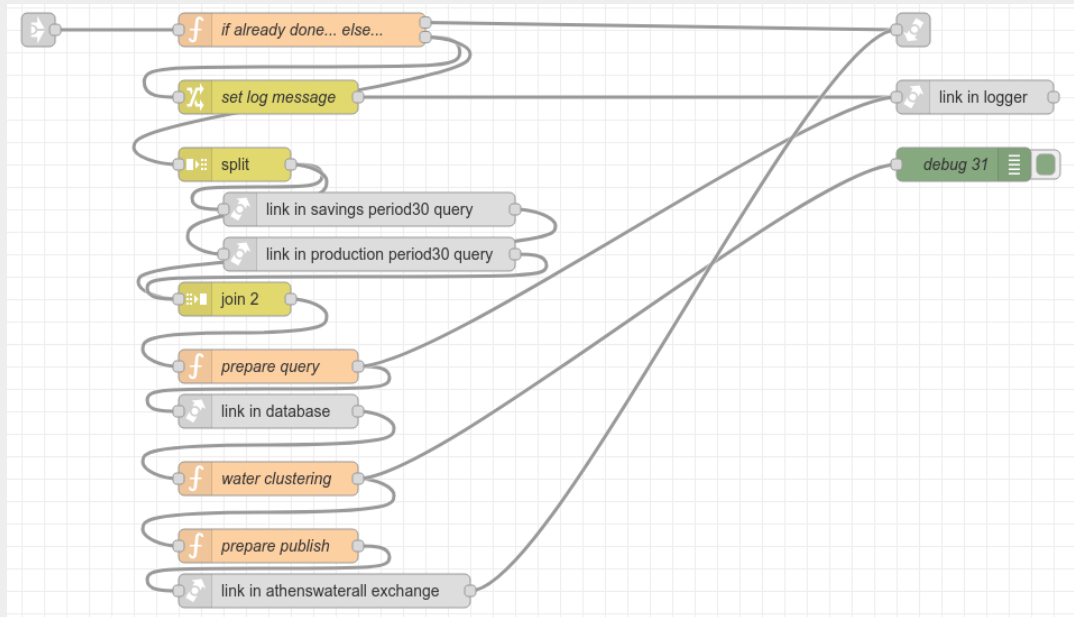 if already done... else...
set log message
link in logger
split
debug 31
link in savings period30 query
link in production period30 query
join 2
prepare query
link in database
water clustering
prepare publish
link in athenswaterall exchange